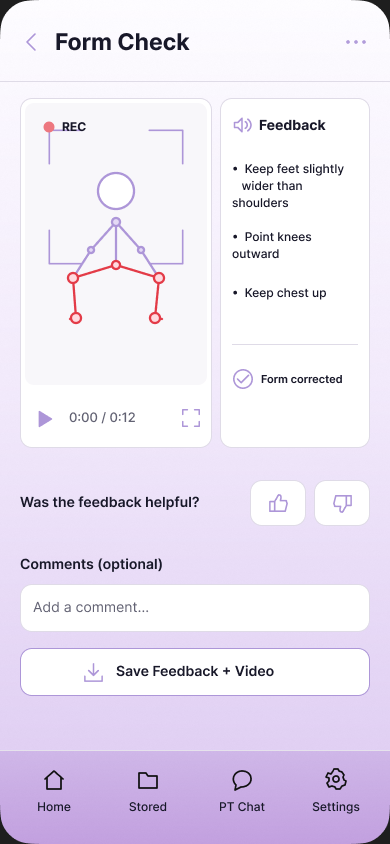 Form Check
REC
0:00 / 0:12
Feedback
• Keep feet slightly
wider than
shoulders
• Point knees
outward
• Keep chest up
Form corrected
Was the feedback helpful?
Comments (optional)
Add a comment...
Save Feedback + Video
Home
Stored
PT Chat
Settings